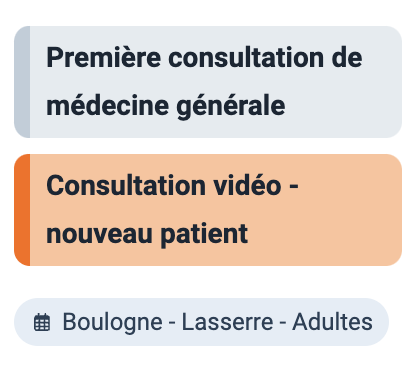 Première consultation de
médecine générale
Consultation vidéo -
nouveau patient
Boulogne - Lasserre - Adultes